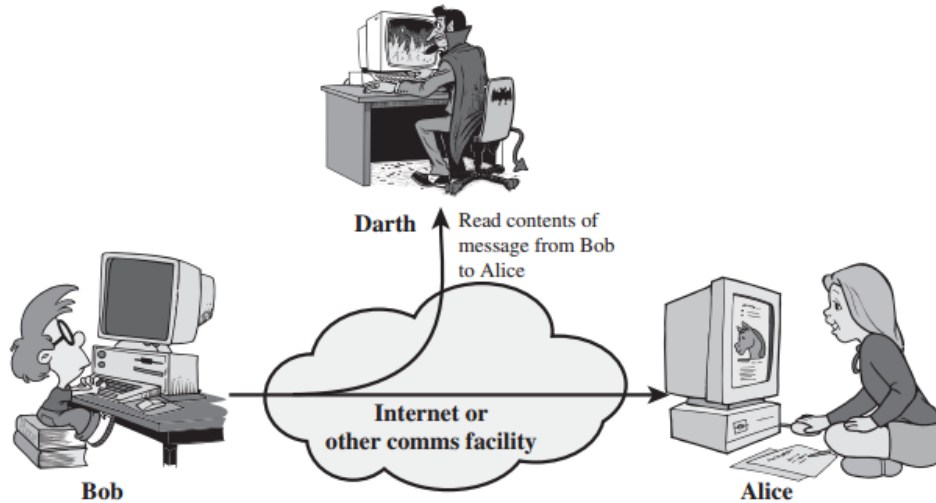 Darth
Read contents of
message from Bob
to Alice
Internet or
other comms facility
Bob
Alice